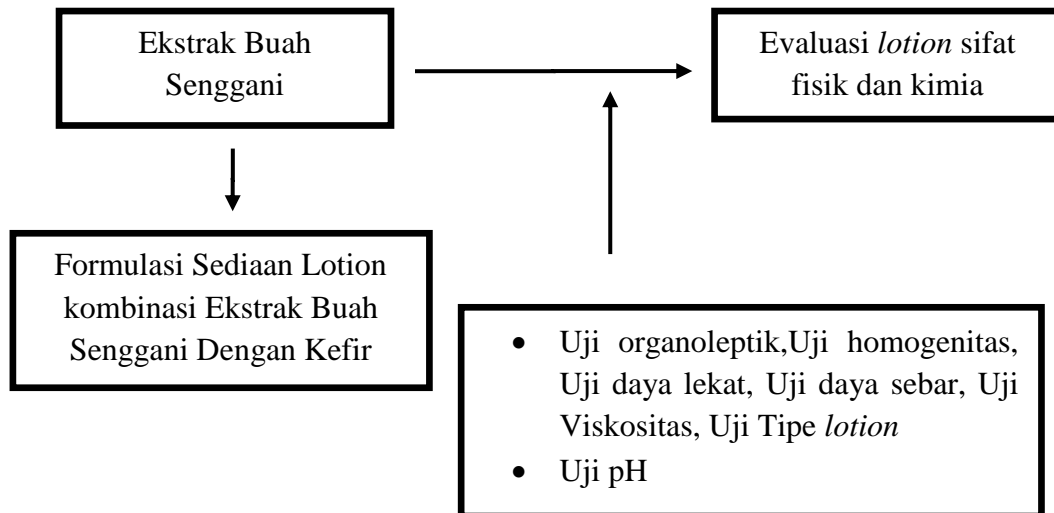 Ekstrak Buah
Senggani
Evaluasi lotion sifat
fisik dan kimia
Formulasi Sediaan Lotion
kombinasi Ekstrak Buah
Senggani Dengan Kefir
• Uji organoleptik,Uji homogenitas,
Uji daya lekat, Uji daya sebar, Uji
Viskositas, Uji Tipe lotion
• Uji pH